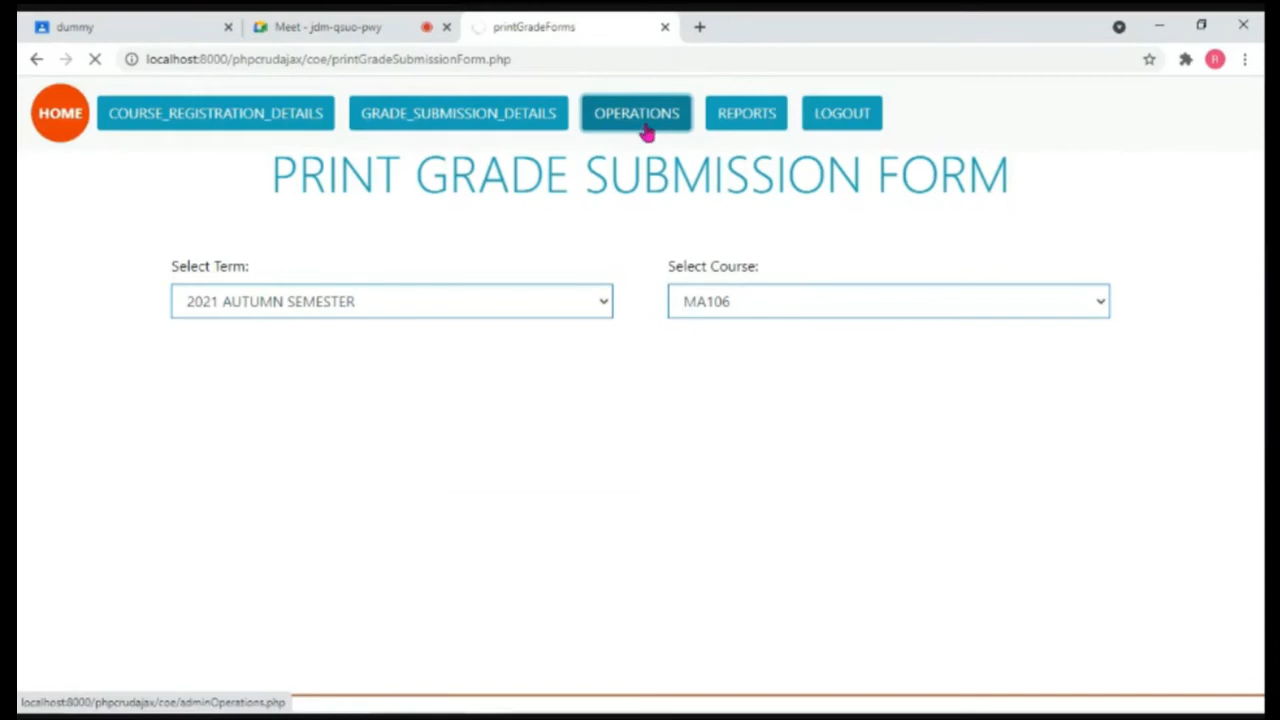 dummy
Meet - jdm-qsuo-pwy
printGradeForms
localhost:8000/phpcrudajax/coe/printGradeSubmissionForm.php
R
HOME
COURSE_REGISTRATION_DETAILS
GRADE_SUBMISSION_DETAILS
OPERATIONS
REPORTS
LOGOUT
PRINT GRADE SUBMISSION FORM
Select Term:
Select Course:
2021 AUTUMN SEMESTER
MA106
localhost:8000/phpcrudajax/coe/adminOperations.php